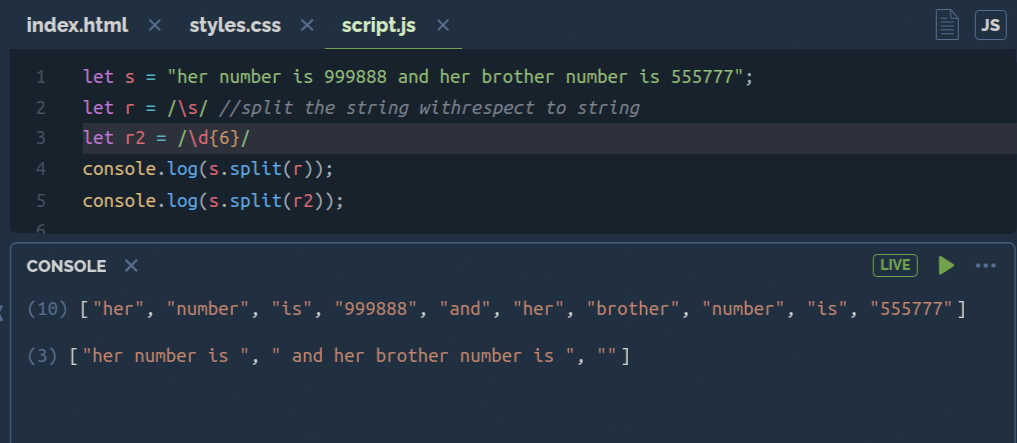 index.html × styles.css × script.js × JS
1 let s = "her number is 999888 and her brother number is 555777";
2 let r = /\s/ //split the string withrespect to string
3 let r2 = /\d{6}/
4 console.log(s.split(r));
5 console.log(s.split(r2));
6
CONSOLE × LIVE
(10) ["her", "number", "is", "999888", "and", "her", "brother", "number", "is", "555777"]
(3) ["her number is ", " and her brother number is ", ""]